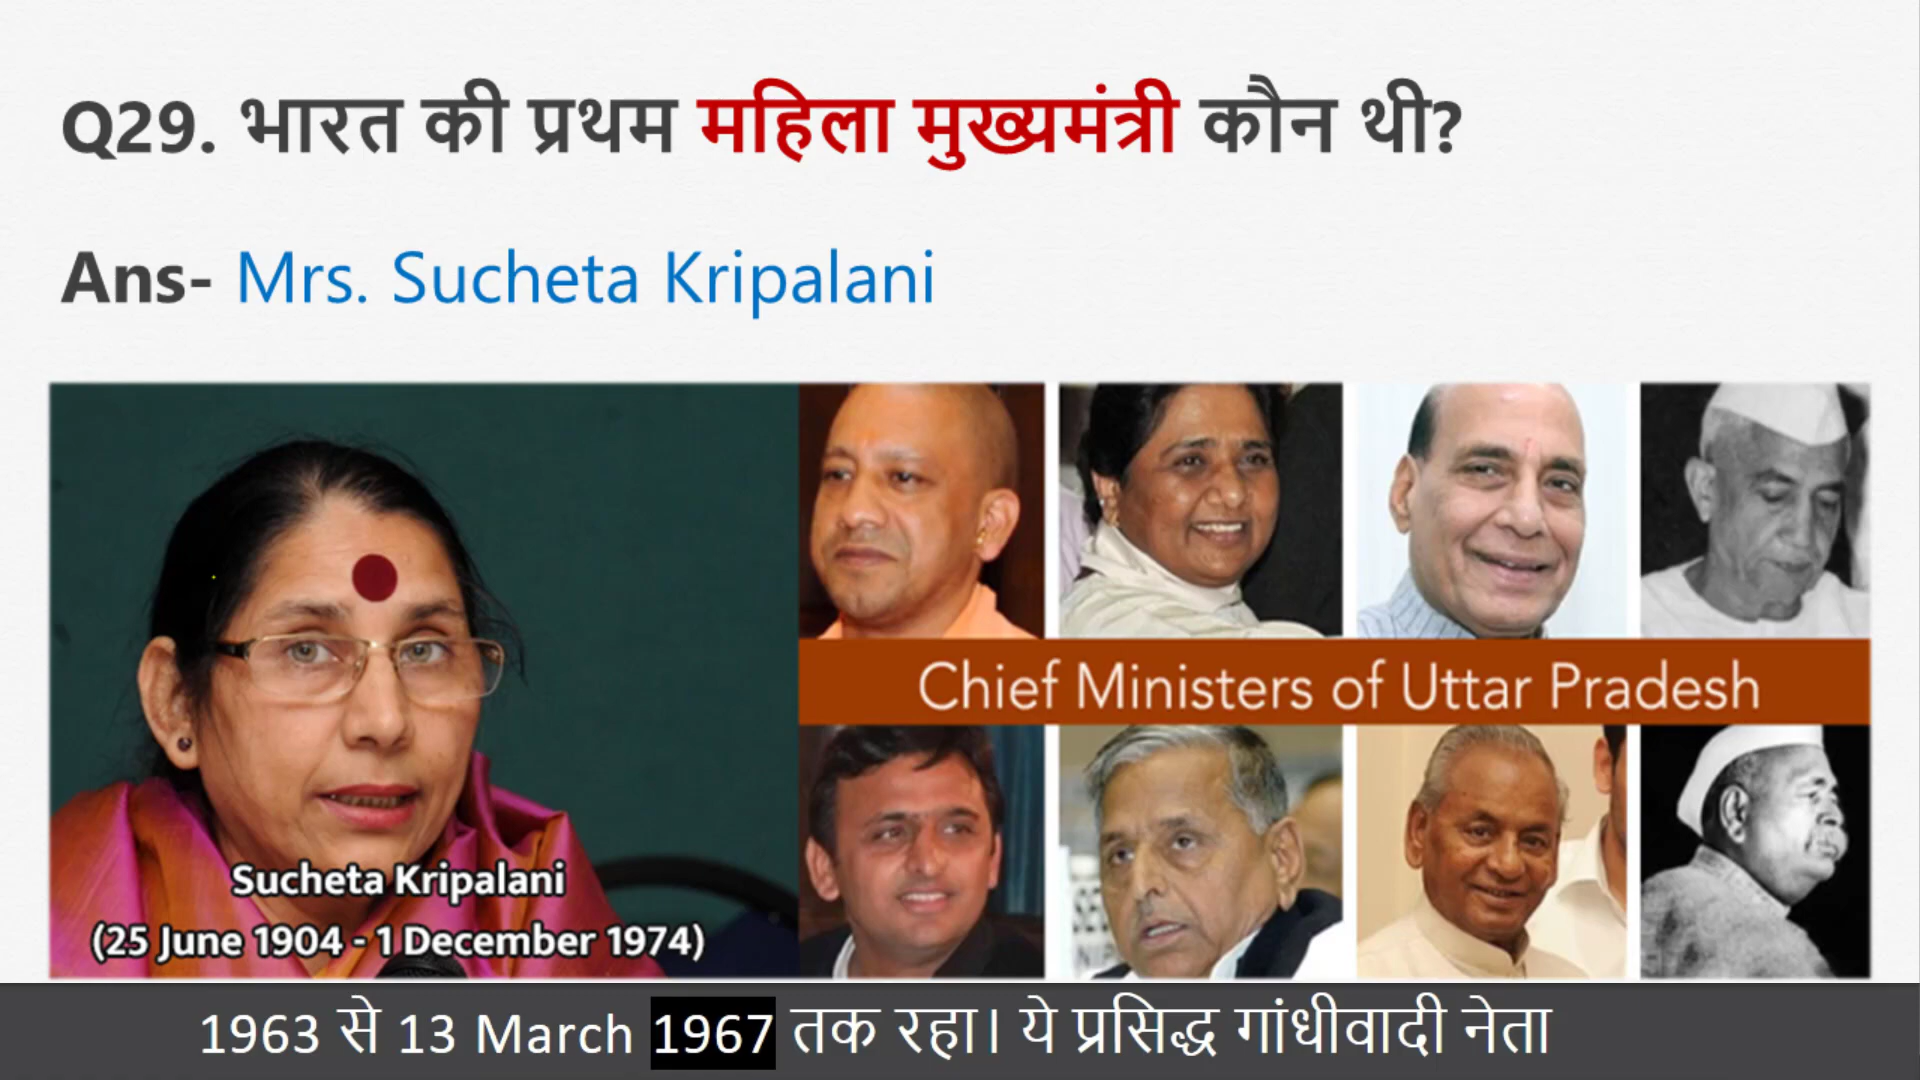 Q29. भारत की प्रथम महिला मुख्यमंत्री कौन थी?
Ans- Mrs. Sucheta Kripalani
Chief Ministers of Uttar Pradesh
Sucheta Kripalani
(25 June 1904 - 1 December 1974)
1963 से 13 March 1967 तक रहा। ये प्रसिद्ध गांधीवादी नेता